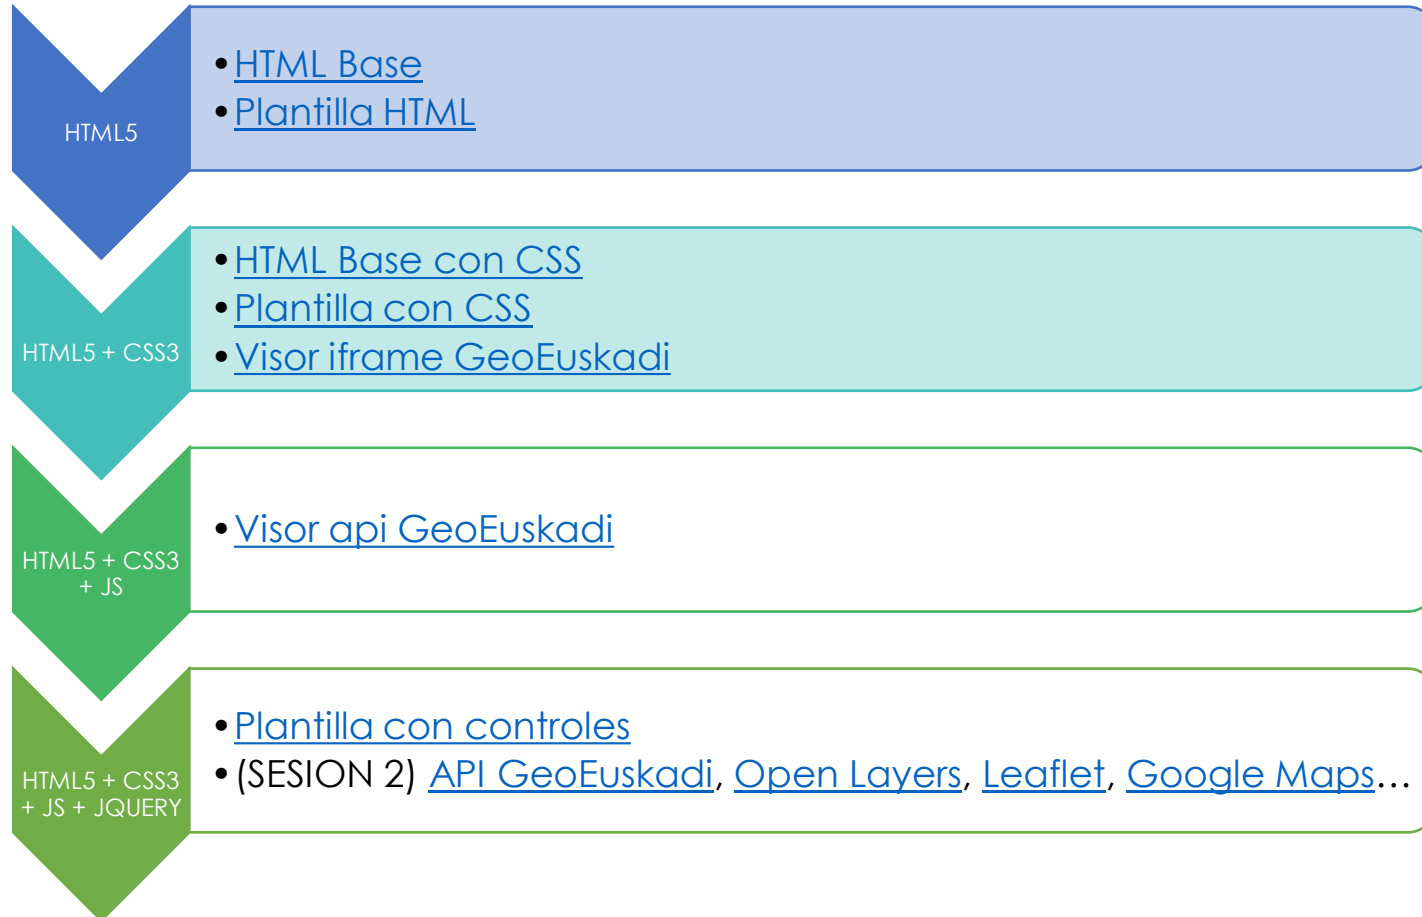 HTML5
•HTML Base
•Plantilla HTML
HTML5 + CSS3
•HTML Base con CSS
•Plantilla con CSS
•Visor iframe GeoEuskadi
HTML5 + CSS3
+ JS
•Visor api GeoEuskadi
HTML5 + CSS3
+ JS + JQUERY
•Plantilla con controles
•(SESION 2) API GeoEuskadi, Open Layers, Leaflet, Google Maps…